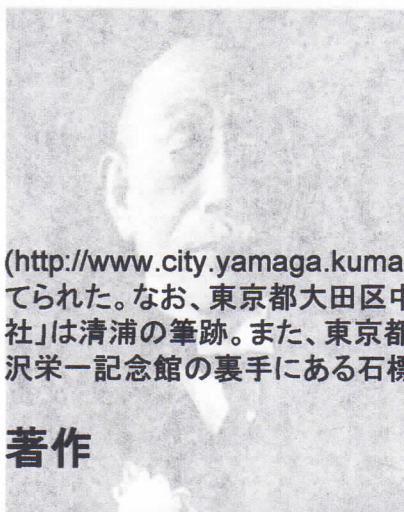 (http://www.city.yamaga.kuma
てられた。なお、東京都大田区中
社」は清浦の筆跡。また、東京都
沢栄一記念館の裏手にある石標
著作